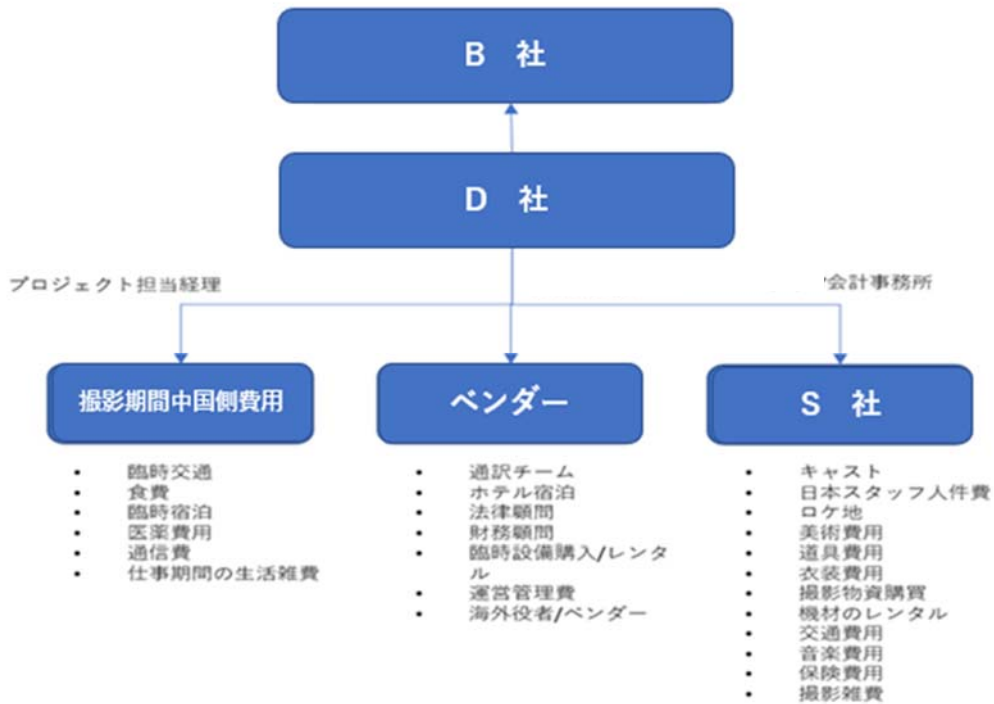 B 社
D 社
プロジェクト担当経理
会計事務所
撮影期間中国側費用
• 臨時交通
• 食費
• 臨時宿泊
• 医薬費用
• 通信費
• 仕事期間の生活雑費
ベンダー
• 通訳チーム
• ホテル宿泊
• 法律顧問
• 財務顧問
• 臨時設備購入/レンタ
ル
• 運営管理費
• 海外役者/ベンダー
S 社
• キャスト
• 日本スタッフ人件費
• ロケ地
• 美術費用
• 道具費用
• 衣装費用
• 撮影物資購買
• 機材のレンタル
• 交通費用
• 音楽費用
• 保険費用
• 撮影雑費